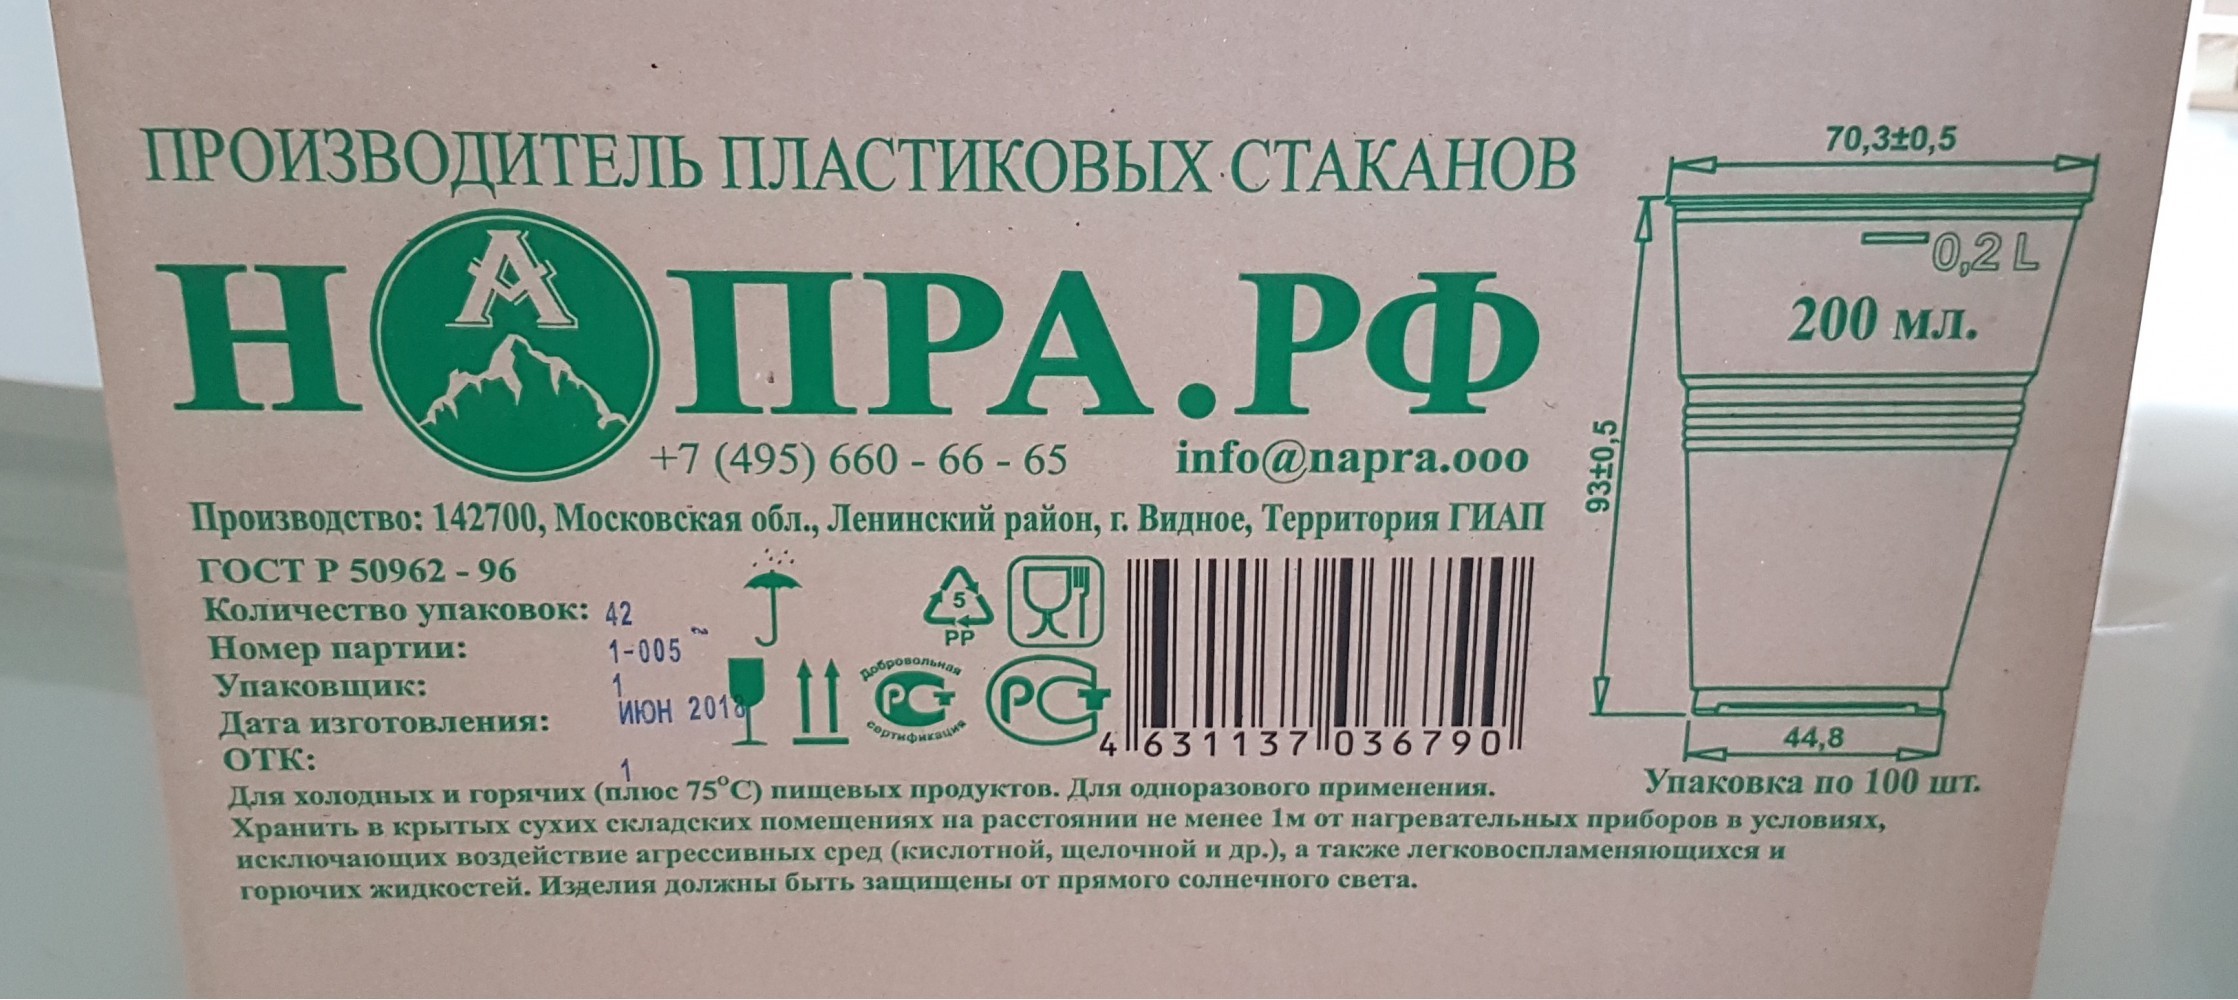 ПРОИЗВОДИТЕЛЬ ПЛАСТИКОВЫХ СТАКАНОВ
НАПРА.РФ
+7 (495) 660 - 66 - 65 info@napra.ooo
Производство: 142700, Московская обл., Ленинский район, г. Видное, Территория ГИАП
ГОСТ Р 50962 - 96
Количество упаковок: 42
Номер партии: 1-005
Упаковщик: 1
Дата изготовления: ИЮН 2018
ОТК: 1
5
PP
Добровольная
РСТ
сертификация
РСТ
4 631137 036790
Для холодных и горячих (плюс 75°С) пищевых продуктов. Для одноразового применения.
Хранить в крытых сухих складских помещениях на расстоянии не менее 1м от нагревательных приборов в условиях,
исключающих воздействие агрессивных сред (кислотной, щелочной и др.), а также легковоспламеняющихся и
горючих жидкостей. Изделия должны быть защищены от прямого солнечного света.
70,3±0,5
0,2 L
200 мл.
93±0,5
44,8
Упаковка по 100 шт.